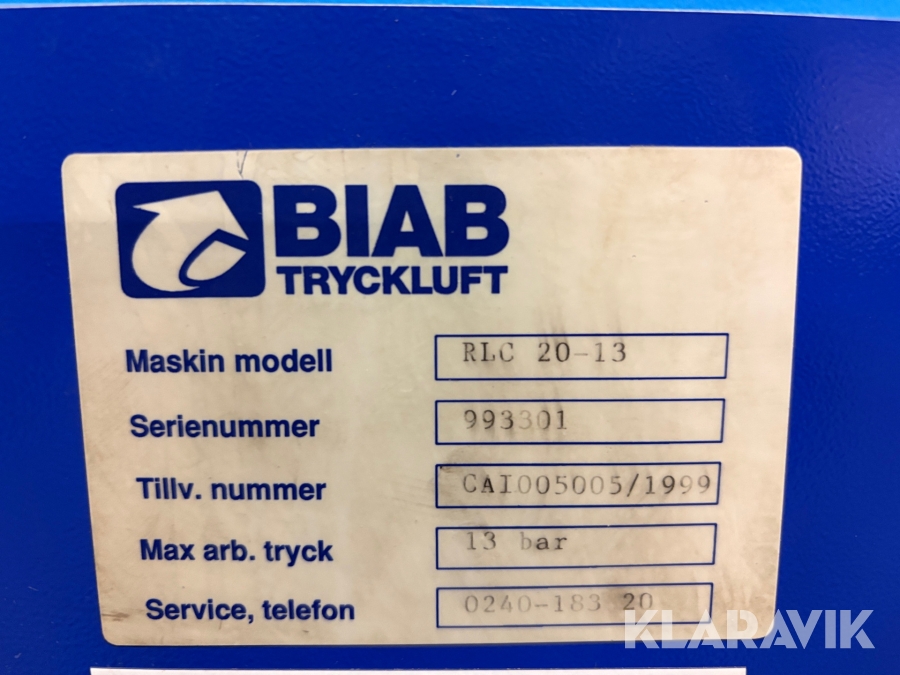 BIAB
TRYCKLUFT
Maskin modell RLC 20-13
Serienummer 993301
Tillv. nummer CAI005005/1999
Max arb. tryck 13 bar
Service, telefon 0240-183 20
KLARAVIK